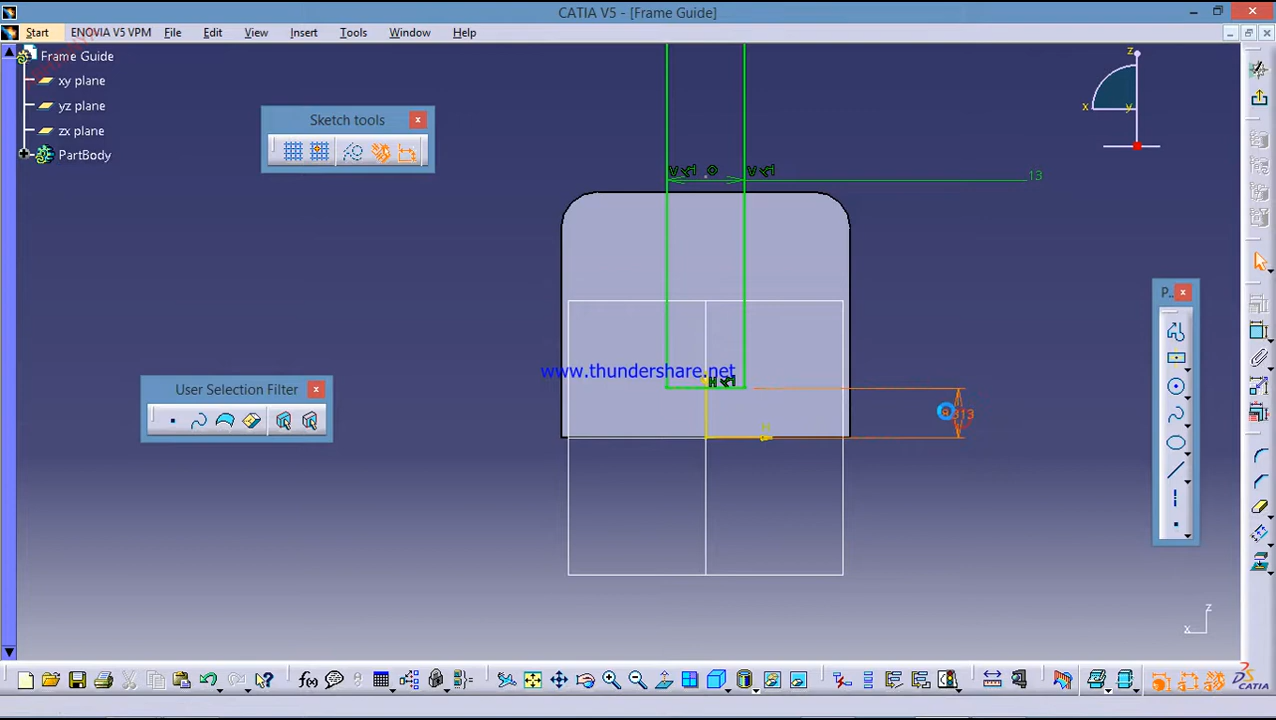 CATIA V5 - [Frame Guide]
Start ENOVIA V5 VPM File Edit View Insert Tools Window Help
Frame Guide
xy plane
yz plane
zx plane
PartBody
Sketch tools
z
x
y
V V
13
User Selection Filter
www.thundershare.net
H
H
313
P..
z
x
f(x)